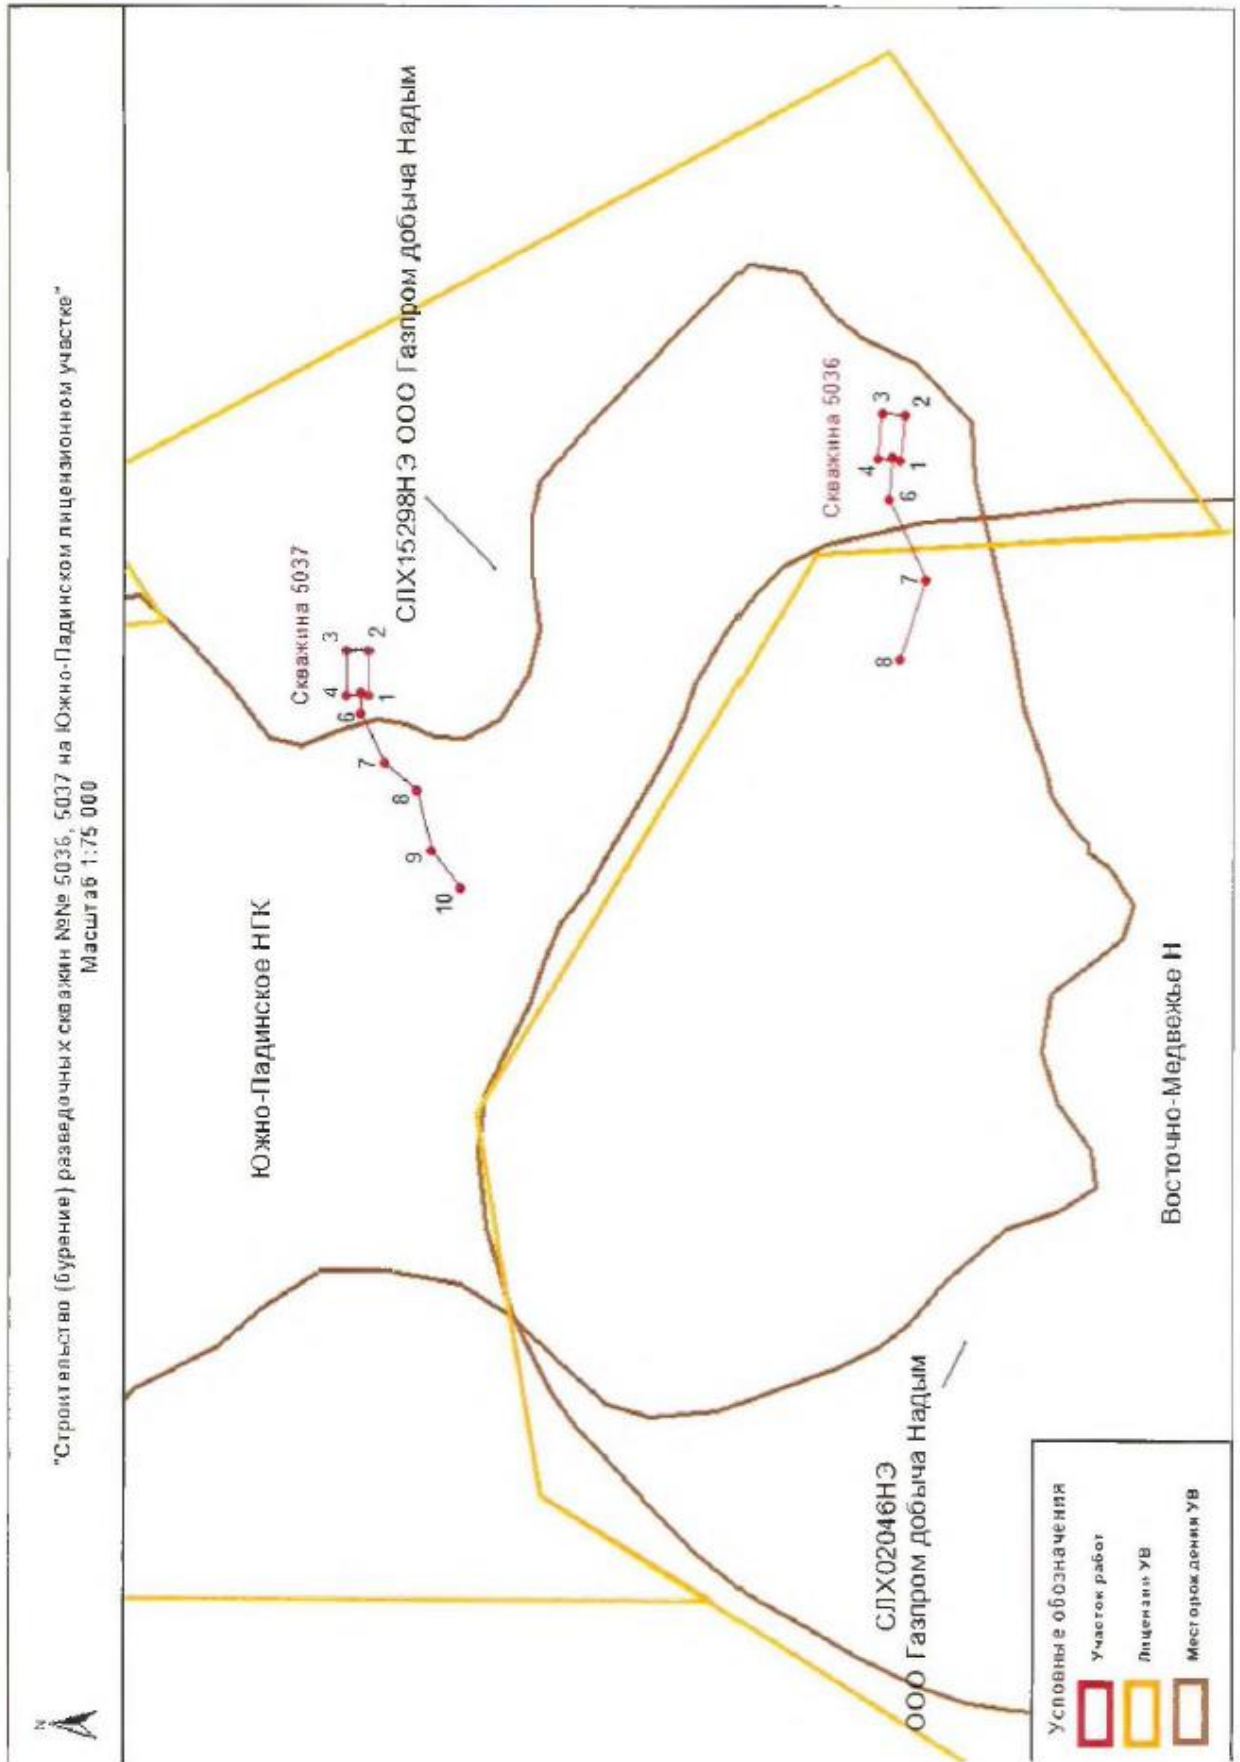 "Строительство (бурение) разведочных скважин №№ 5036, 5037 на Южно-Падинском лицензионном участке"
Масштаб 1:75 000
N
Южно-Падинское НГК
Скважина 5037
4
3
6
1
2
7
8
9
10
СЛХ15298НЭ ООО Газпром добыча Надым
Скважина 5036
4
3
6
1
2
7
8
СЛХ02046НЭ
ООО Газпром добыча Надым
Восточно-Медвежье Н
Условные обозначения
Участок работ
Лицензии УВ
Месторождении УВ